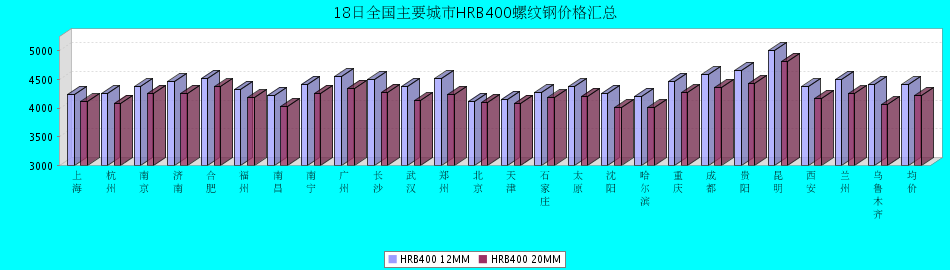 18日全国主要城市HRB400螺纹钢价格汇总
5000
4500
4000
3500
3000
上海 杭州 南京 济南 合肥 福州 南昌 南宁 广州 长沙 武汉 郑州 北京 天津 石家庄 太原 沈阳 哈尔滨 重庆 成都 贵阳 昆明 西安 兰州 乌鲁木齐 均价
HRB400 12MM HRB400 20MM